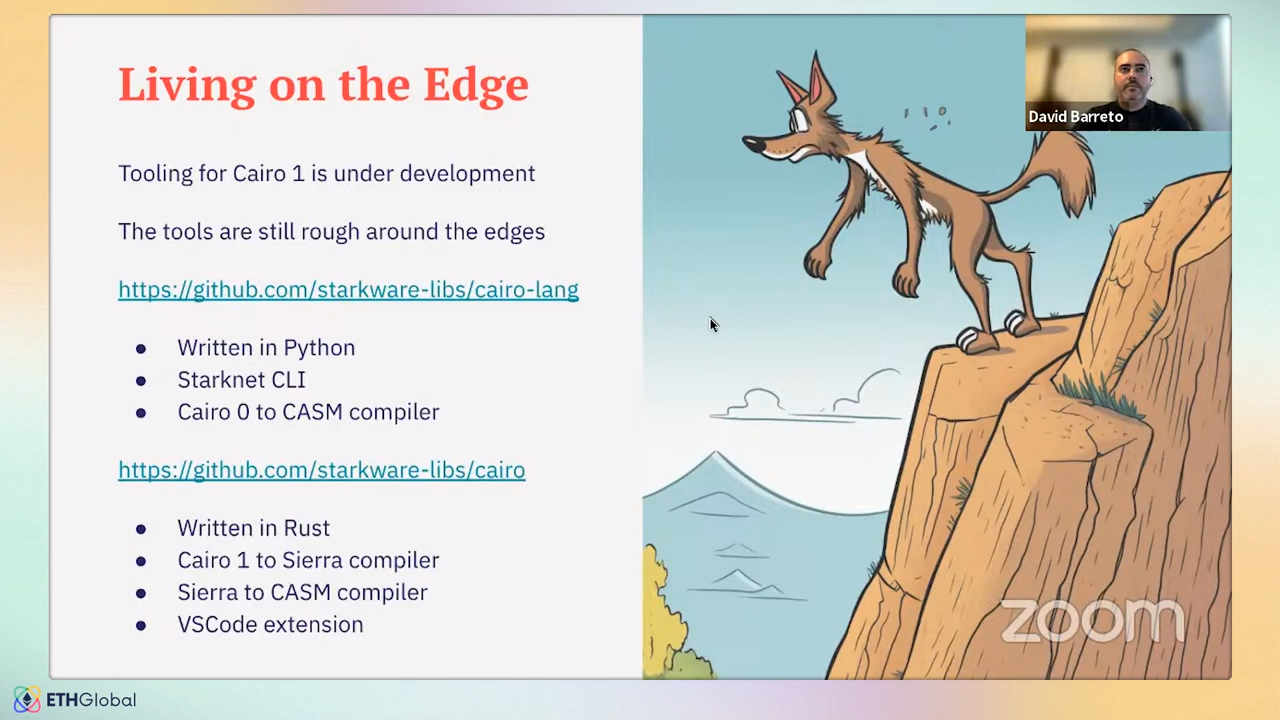 Living on the Edge
David Barreto
Tooling for Cairo 1 is under development
The tools are still rough around the edges
https://github.com/starkware-libs/cairo-lang
● Written in Python
● Starknet CLI
● Cairo 0 to CASM compiler
https://github.com/starkware-libs/cairo
● Written in Rust
● Cairo 1 to Sierra compiler
● Sierra to CASM compiler
● VSCode extension
zoom
ETHGlobal